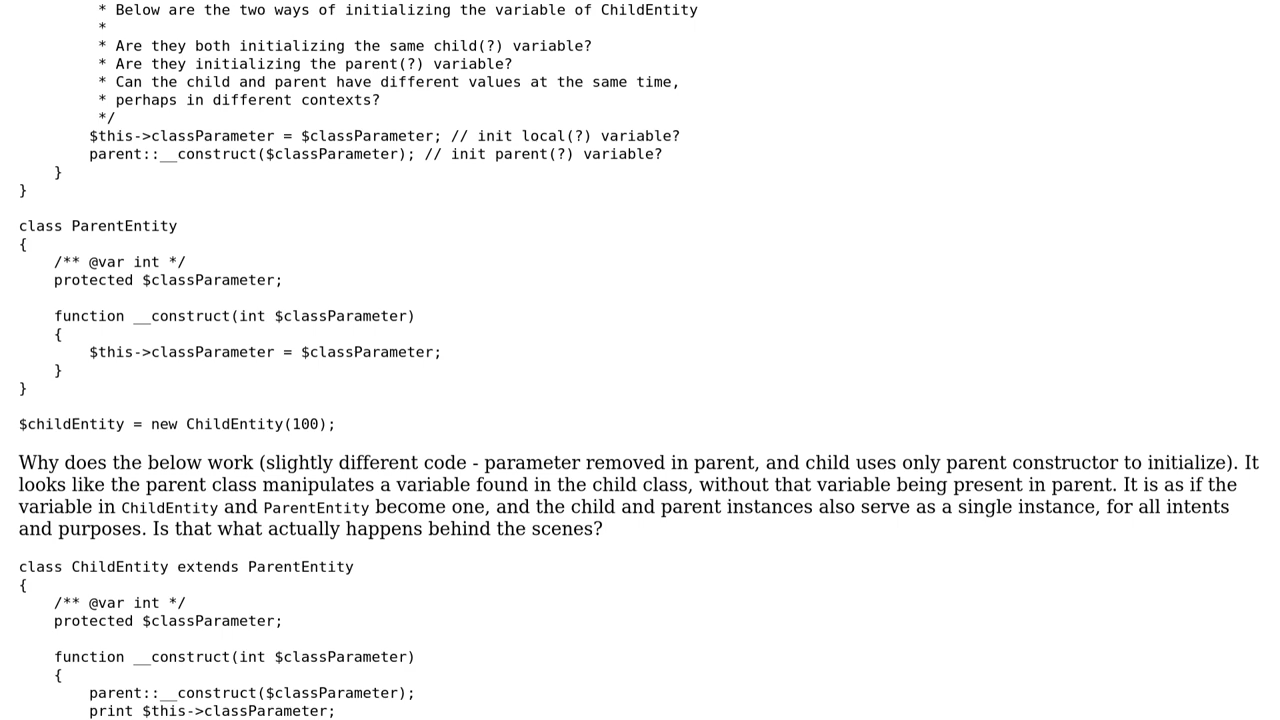 * Below are the two ways of initializing the variable of ChildEntity
         *
         * Are they both initializing the same child(?) variable?
         * Are they initializing the parent(?) variable?
         * Can the child and parent have different values at the same time,
         * perhaps in different contexts?
         */
        $this->classParameter = $classParameter; // init local(?) variable?
        parent::__construct($classParameter); // init parent(?) variable?
    }
}

class ParentEntity
{
    /** @var int */
    protected $classParameter;

    function __construct(int $classParameter)
    {
        $this->classParameter = $classParameter;
    }
}

$childEntity = new ChildEntity(100);

Why does the below work (slightly different code - parameter removed in parent, and child uses only parent constructor to initialize). It
looks like the parent class manipulates a variable found in the child class, without that variable being present in parent. It is as if the
variable in ChildEntity and ParentEntity become one, and the child and parent instances also serve as a single instance, for all intents
and purposes. Is that what actually happens behind the scenes?

class ChildEntity extends ParentEntity
{
    /** @var int */
    protected $classParameter;

    function __construct(int $classParameter)
    {
        parent::__construct($classParameter);
        print $this->classParameter;